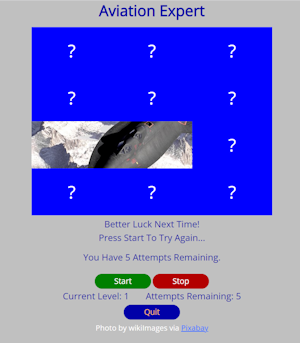 Aviation Expert
? ? ?
? ? ?
?
? ? ?
Better Luck Next Time!
Press Start To Try Again...
You Have 5 Attempts Remaining.
Start Stop
Current Level: 1 Attempts Remaining: 5
Quit
Photo by wikiImages via Pixabay